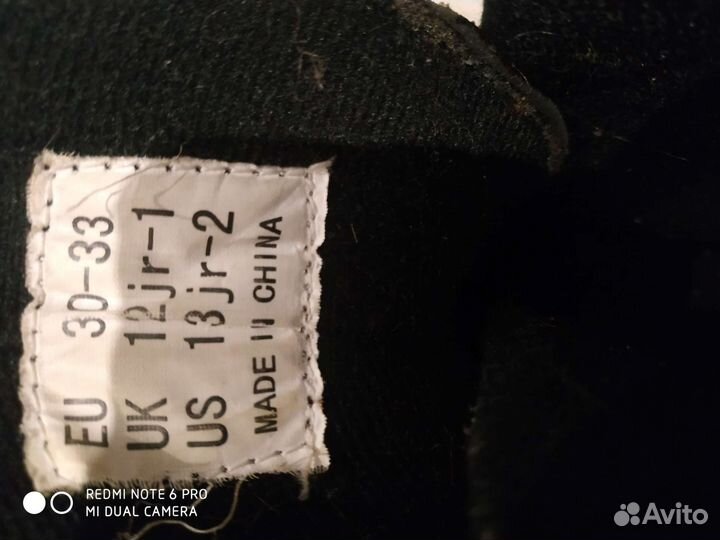 EU 30-33
UK 12jr-1
US 13jr-2
MADE IN CHINA
REDMI NOTE 6 PRO
MI DUAL CAMERA
Avito